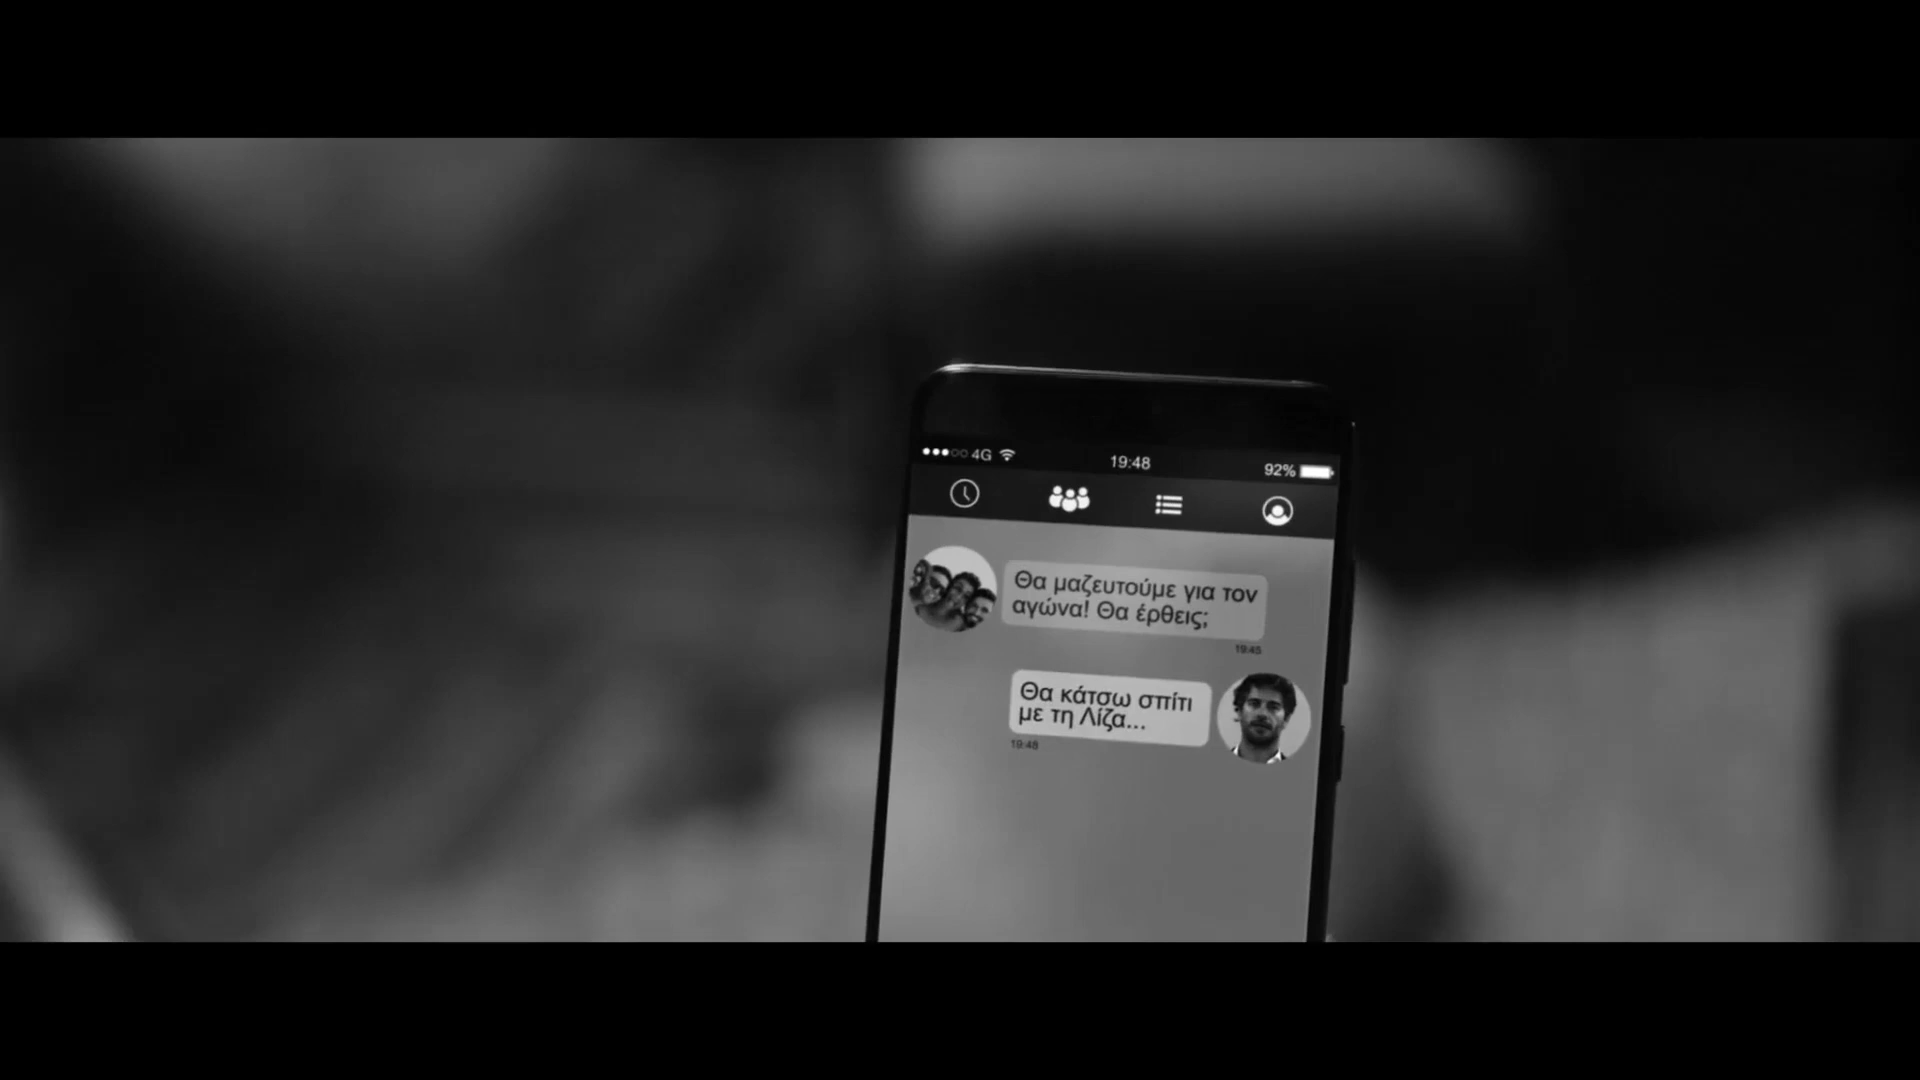 4G 19:48 92%
Θα μαζευτούμε για τον
αγώνα! Θα έρθεις;
19:45
Θα κάτσω σπίτι
με τη Λίζα...
19:48